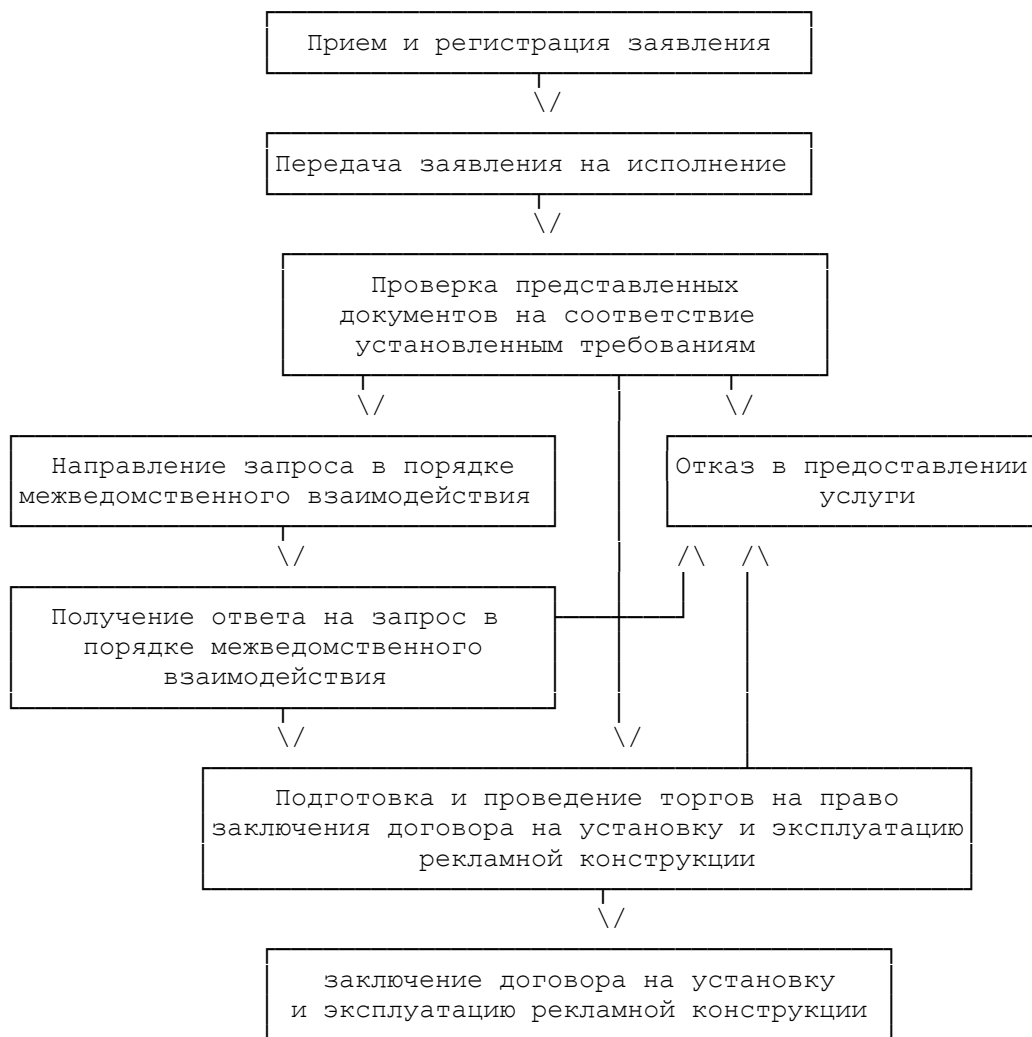 Прием и регистрация заявления
Передача заявления на исполнение
Проверка представленных
документов на соответствие
установленным требованиям
Направление запроса в порядке
межведомственного взаимодействия
Отказ в предоставлении
услуги
Получение ответа на запрос в
порядке межведомственного
взаимодействия
Подготовка и проведение торгов на право
заключения договора на установку и эксплуатацию
рекламной конструкции
заключение договора на установку
и эксплуатацию рекламной конструкции